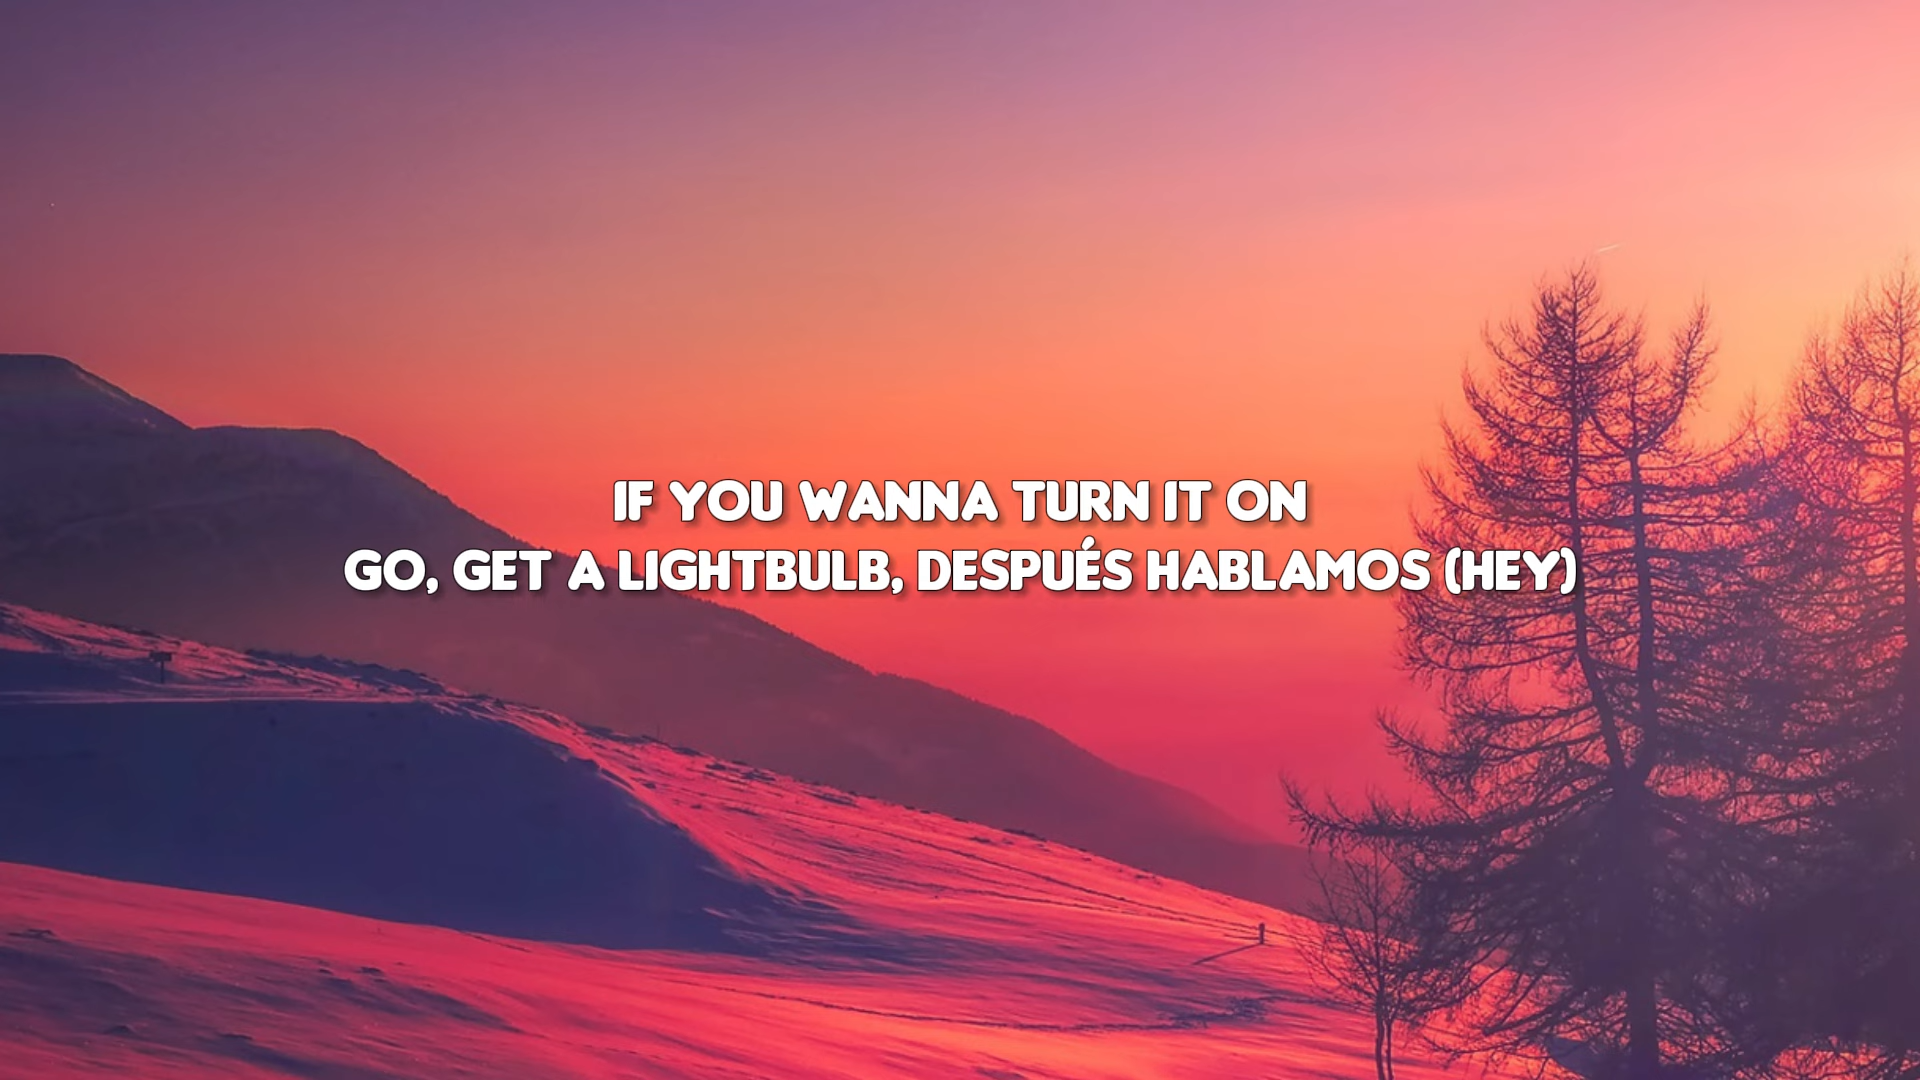 IF YOU WANNA TURN IT ON
GO, GET A LIGHTBULB, DESPUÉS HABLAMOS (HEY)